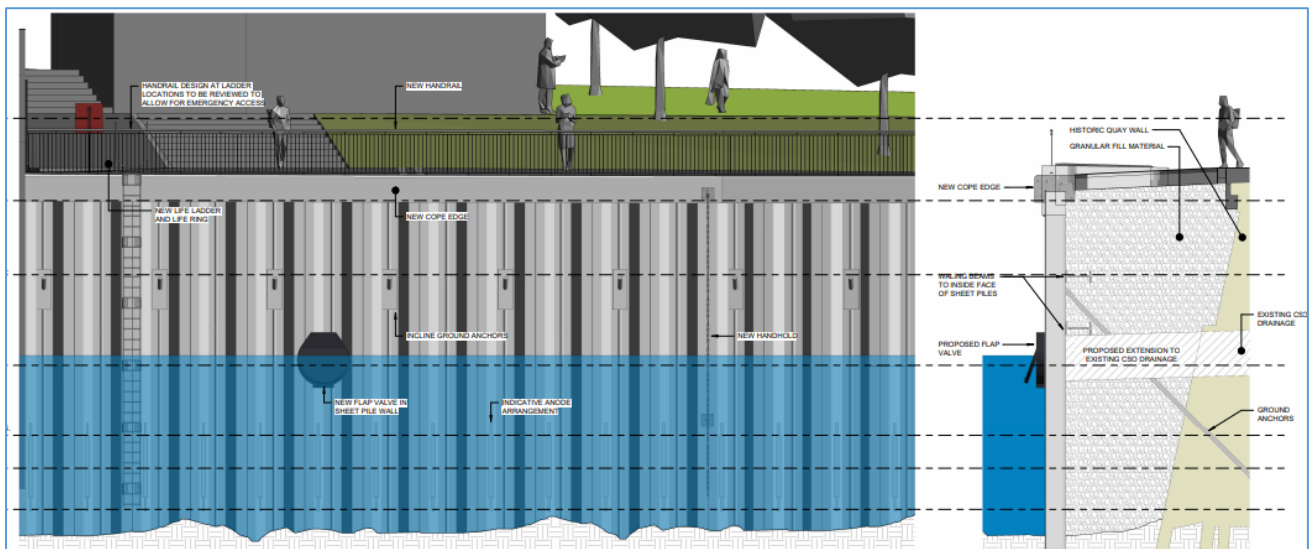 HANDRAIL DESIGN AT LADDER
LOCATIONS TO BE REVIEWED TO
ALLOW FOR EMERGENCY ACCESS
NEW HANDRAIL
NEW LIFE LADDER
AND LIFE RING
NEW COPE EDGE
INCLINE GROUND ANCHORS
NEW HANDHOLD
NEW FLAP VALVE IN
SHEET PILE WALL
INDICATIVE ANODE
ARRANGEMENT
HISTORIC QUAY WALL
GRANULAR FILL MATERIAL
NEW COPE EDGE
WALING BEAMS
TO INSIDE FACE
OF SHEET PILES
EXISTING CSO
DRAINAGE
PROPOSED FLAP
VALVE
PROPOSED EXTENSION TO
EXISTING CSO DRAINAGE
GROUND
ANCHORS